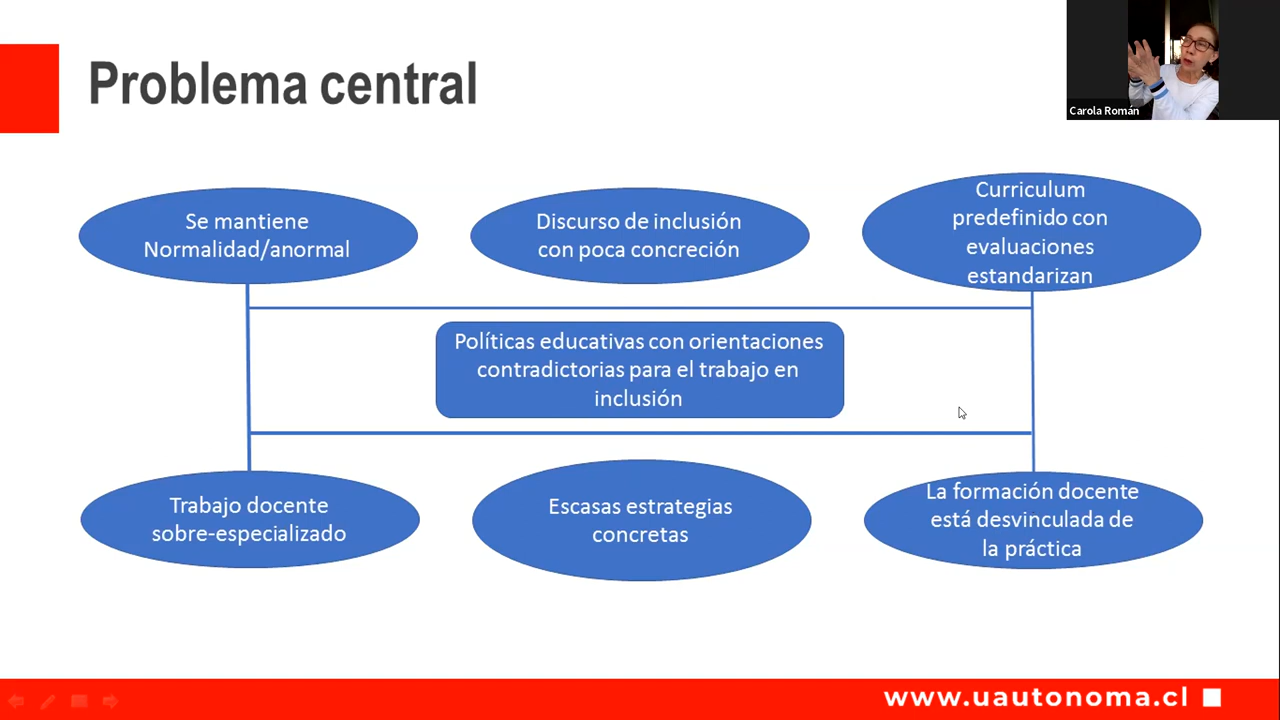 Problema central
Carola Román
Se mantiene
Normalidad/anormal
Discurso de inclusión
con poca concreción
Curriculum
predefinido con
evaluaciones
estandarizan
Políticas educativas con orientaciones
contradictorias para el trabajo en
inclusión
Trabajo docente
sobre-especializado
Escasas estrategias
concretas
La formación docente
está desvinculada de
la práctica
www.uautonoma.cl